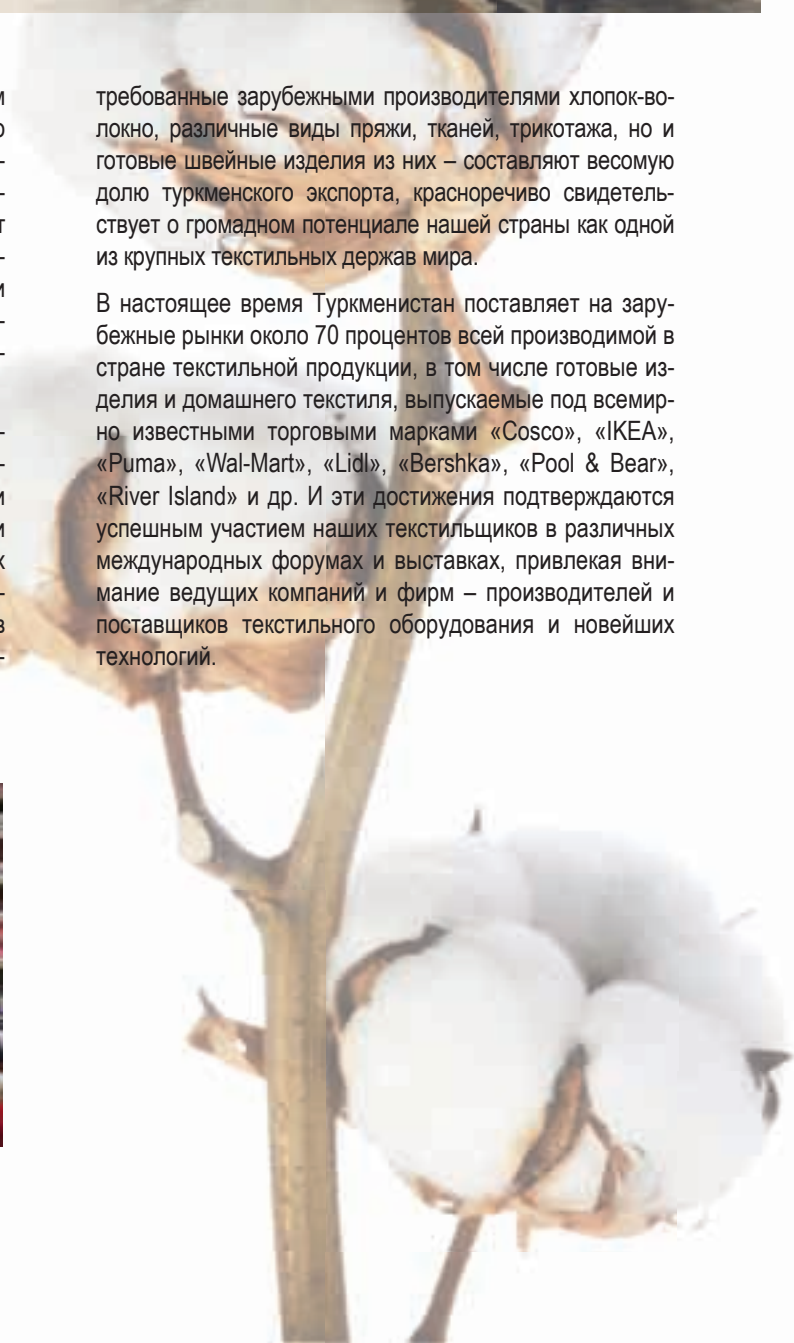 м
о
-
-
т
-
и
-
-
-
-
и
и
х
-
в
-
требованные зарубежными производителями хлопок-во-
локно, различные виды пряжи, тканей, трикотажа, но и
готовые швейные изделия из них – составляют весомую
долю туркменского экспорта, красноречиво свидетель-
ствует о громадном потенциале нашей страны как одной
из крупных текстильных держав мира.
В настоящее время Туркменистан поставляет на зару-
бежные рынки около 70 процентов всей производимой в
стране текстильной продукции, в том числе готовые из-
делия и домашнего текстиля, выпускаемые под всемир-
но известными торговыми марками «Cosco», «IKEA»,
«Puma», «Wal-Mart», «Lidl», «Bershka», «Pool & Bear»,
«River Island» и др. И эти достижения подтверждаются
успешным участием наших текстильщиков в различных
международных форумах и выставках, привлекая вни-
мание ведущих компаний и фирм – производителей и
поставщиков текстильного оборудования и новейших
технологий.